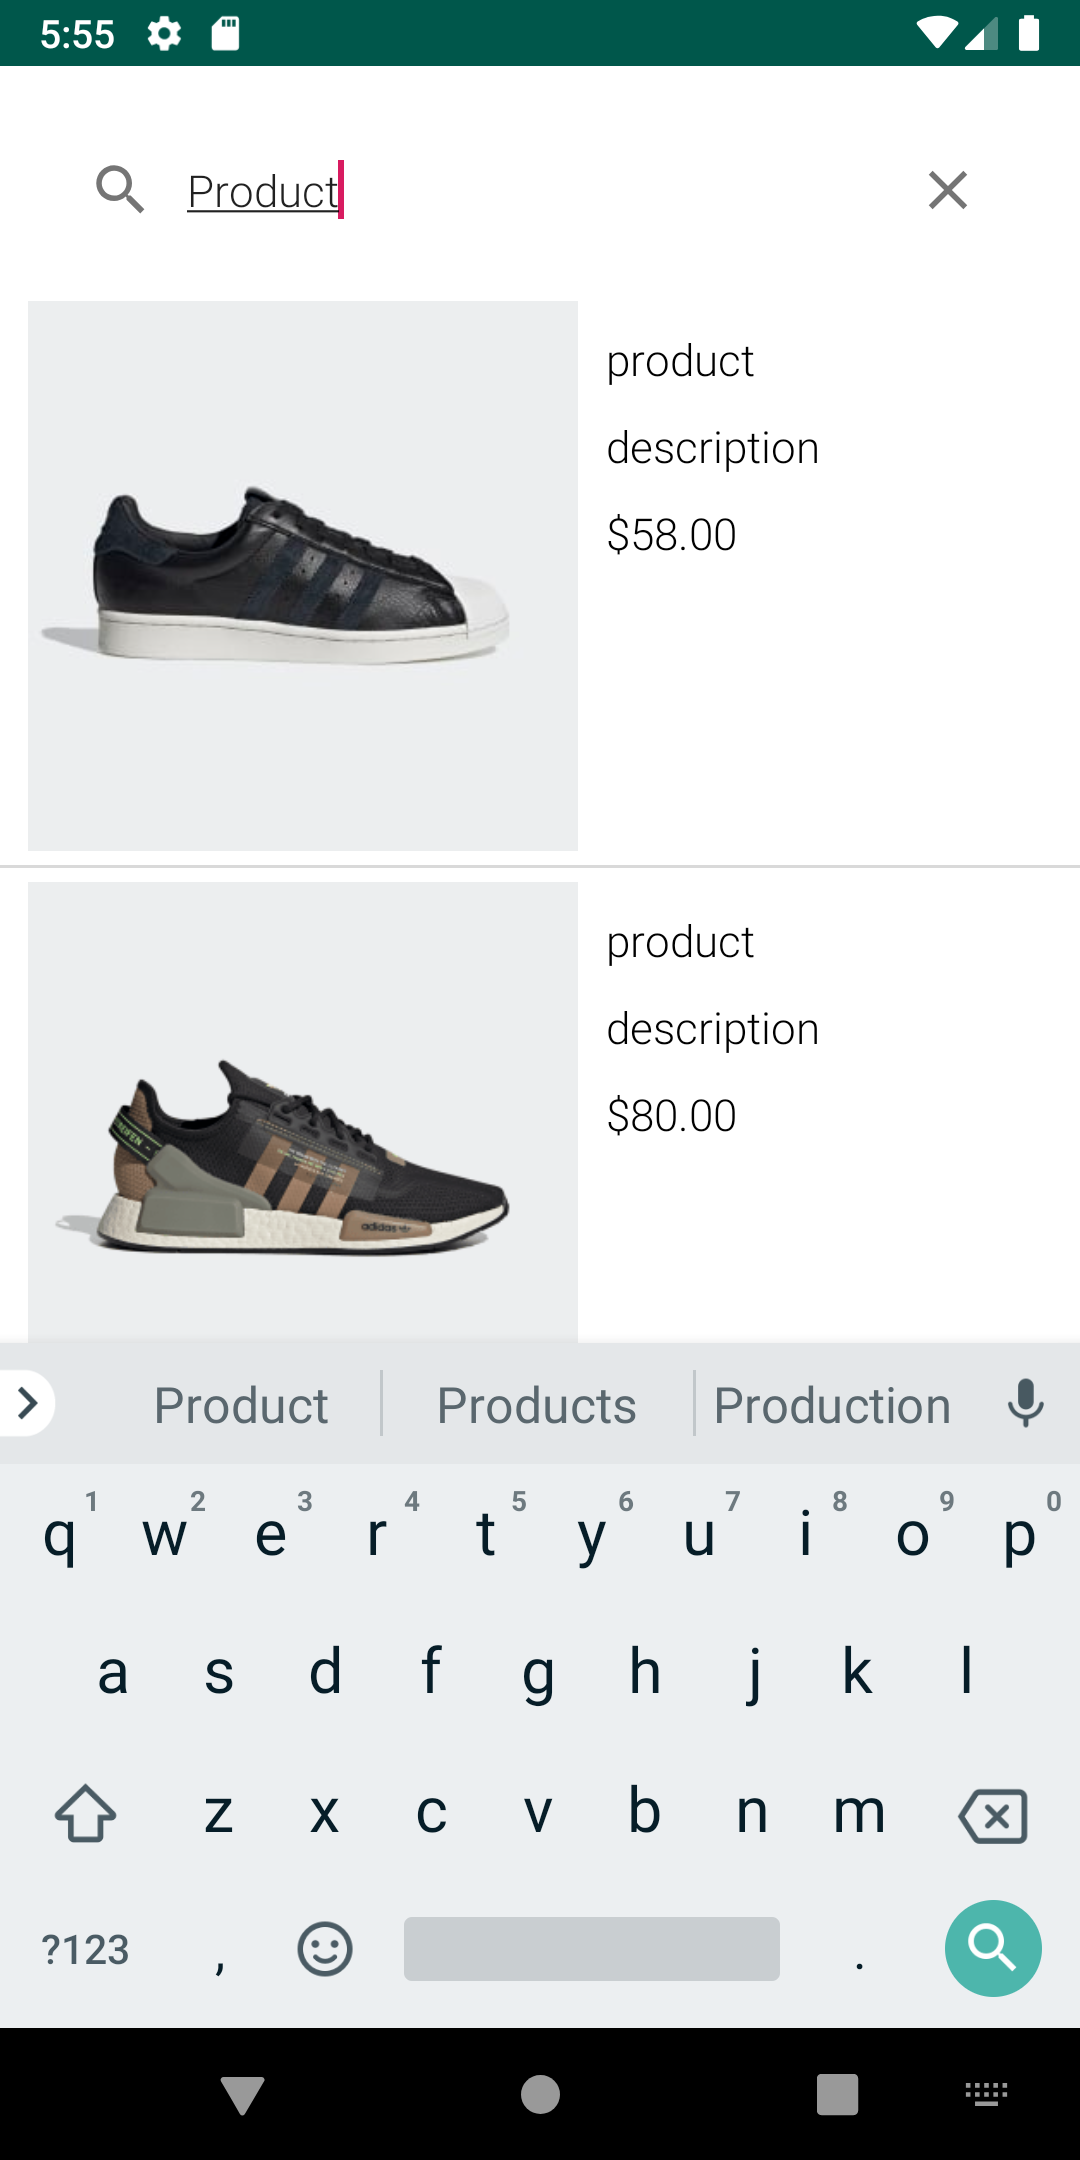 5:55
Product
product
description
$58.00
product
description
$80.00
adidas
Product Products Production
q 1 w 2 e 3 r 4 t 5 y 6 u 7 i 8 o 9 p 0
a s d f g h j k l
z x c v b n m
?123 , .